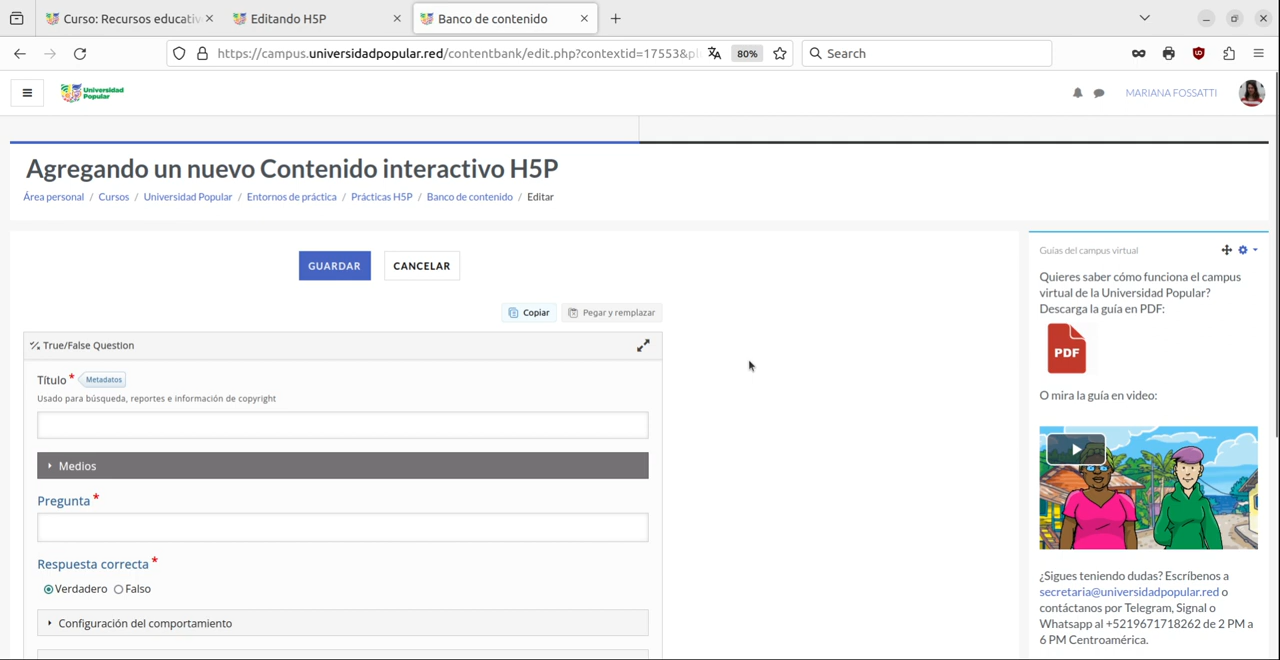 Curso: Recursos educativ
Editando H5P
Banco de contenido
https://campus.universidadpopular.red/contentbank/edit.php?contextid=17553&pl
80%
Search
Universidad
Popular
MARIANA FOSSATTI
Agregando un nuevo Contenido interactivo H5P
Área personal / Cursos / Universidad Popular / Entornos de práctica / Prácticas H5P / Banco de contenido / Editar
GUARDAR
CANCELAR
Copiar
Pegar y remplazar
True/False Question
Título *
Metadatos
Usado para búsqueda, reportes e información de copyright
Medios
Pregunta *
Respuesta correcta *
Verdadero
Falso
Configuración del comportamiento
Guías del campus virtual
Quieres saber cómo funciona el campus
virtual de la Universidad Popular?
Descarga la guía en PDF:
PDF
O mira la guía en video:
¿Sigues teniendo dudas? Escríbenos a
secretaria@universidadpopular.red o
contáctanos por Telegram, Signal o
Whatsapp al +5219671718262 de 2 PM a
6 PM Centroamérica.